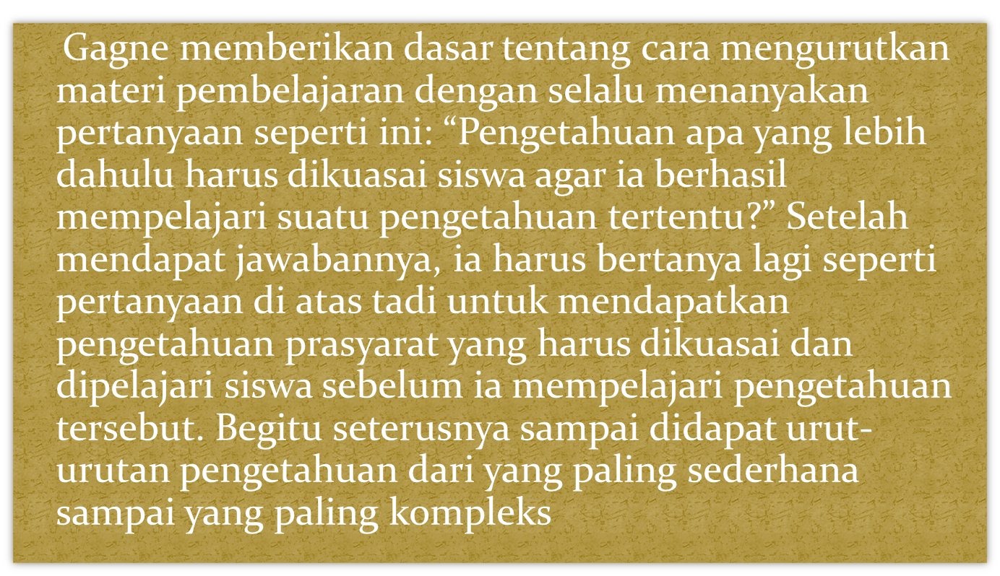 Gagne memberikan dasar tentang cara mengurutkan
materi pembelajaran dengan selalu menanyakan
pertanyaan seperti ini: “Pengetahuan apa yang lebih
dahulu harus dikuasai siswa agar ia berhasil
mempelajari suatu pengetahuan tertentu?” Setelah
mendapat jawabannya, ia harus bertanya lagi seperti
pertanyaan di atas tadi untuk mendapatkan
pengetahuan prasyarat yang harus dikuasai dan
dipelajari siswa sebelum ia mempelajari pengetahuan
tersebut. Begitu seterusnya sampai didapat urut-
urutan pengetahuan dari yang paling sederhana
sampai yang paling kompleks